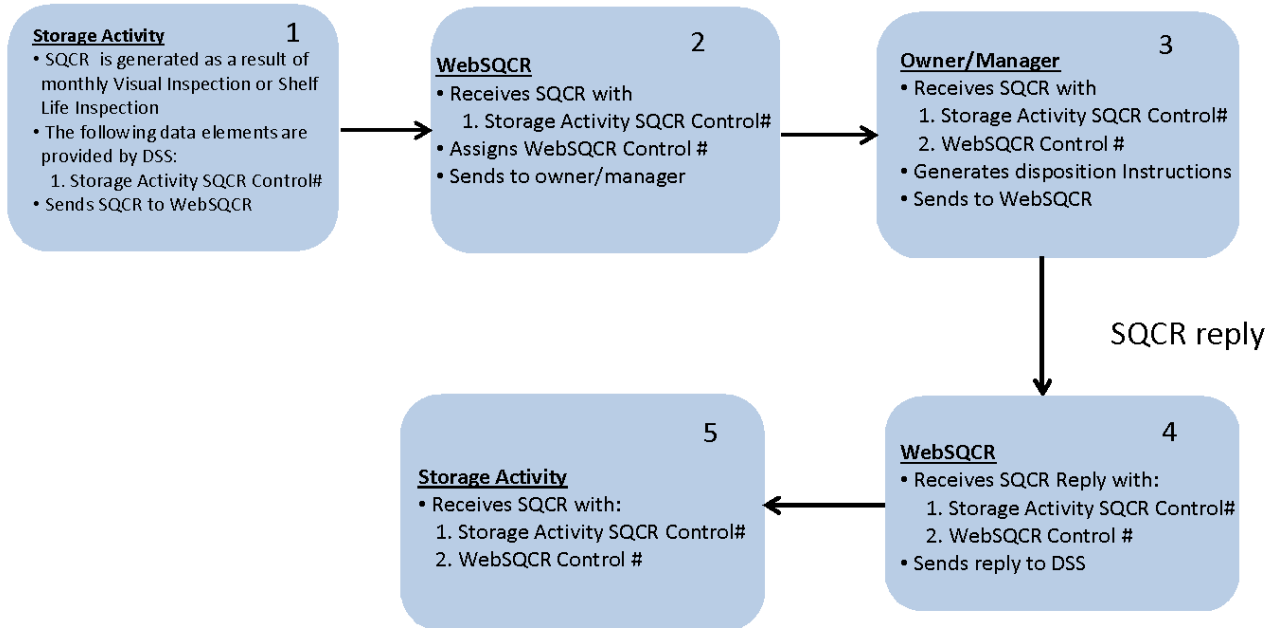 1
Storage Activity
• SQCR is generated as a result of
monthly Visual Inspection or Shelf
Life Inspection
• The following data elements are
provided by DSS:
1. Storage Activity SQCR Control#
• Sends SQCR to WebSQCR
2
WebSQCR
• Receives SQCR with
1. Storage Activity SQCR Control#
• Assigns WebSQCR Control #
• Sends to owner/manager
3
Owner/Manager
• Receives SQCR with
1. Storage Activity SQCR Control#
2. WebSQCR Control #
• Generates disposition Instructions
• Sends to WebSQCR
SQCR reply
4
WebSQCR
• Receives SQCR Reply with:
1. Storage Activity SQCR Control#
2. WebSQCR Control #
• Sends reply to DSS
5
Storage Activity
• Receives SQCR with:
1. Storage Activity SQCR Control#
2. WebSQCR Control #